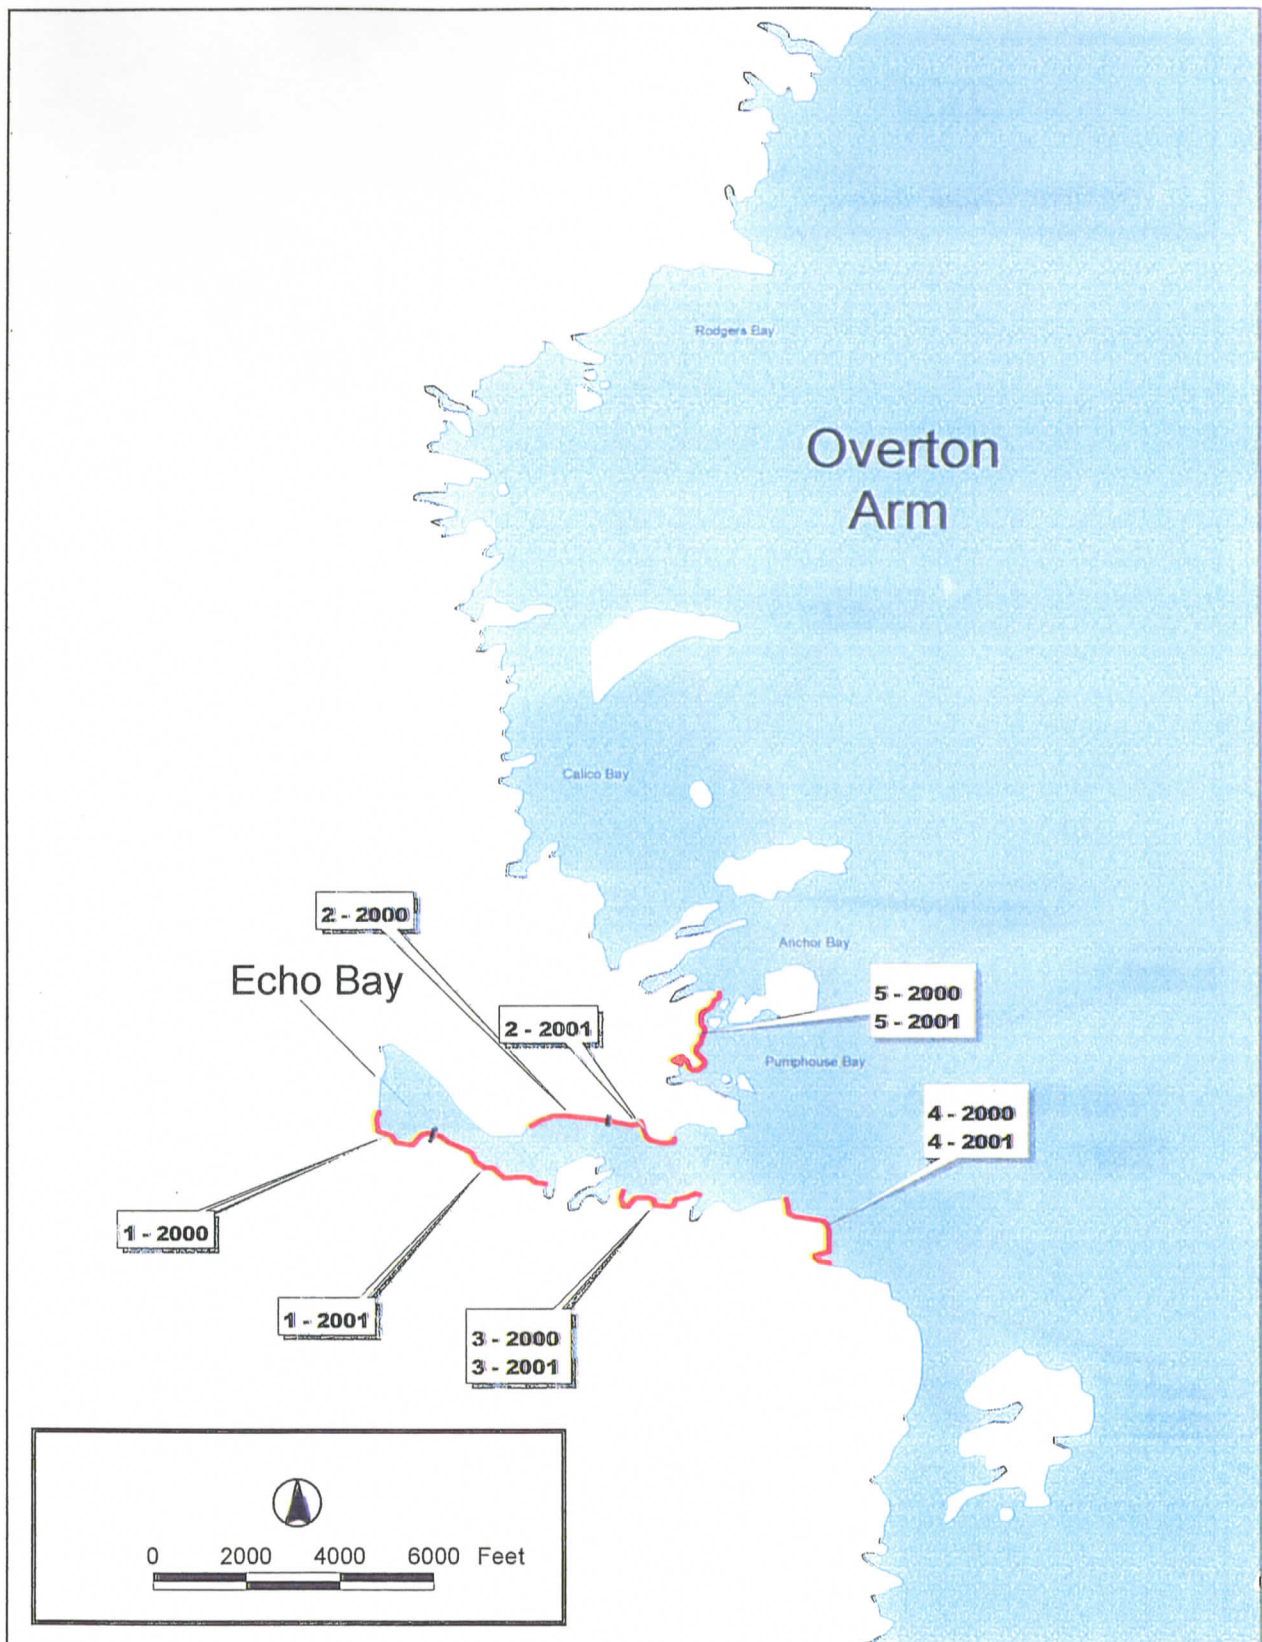 Rodgers Bay
Overton
Arm
Calico Bay
2 - 2000
Anchor Bay
Echo Bay
5 - 2000
5 - 2001
2 - 2001
Pumphouse Bay
4 - 2000
4 - 2001
1 - 2000
1 - 2001
3 - 2000
3 - 2001
0 2000 4000 6000 Feet